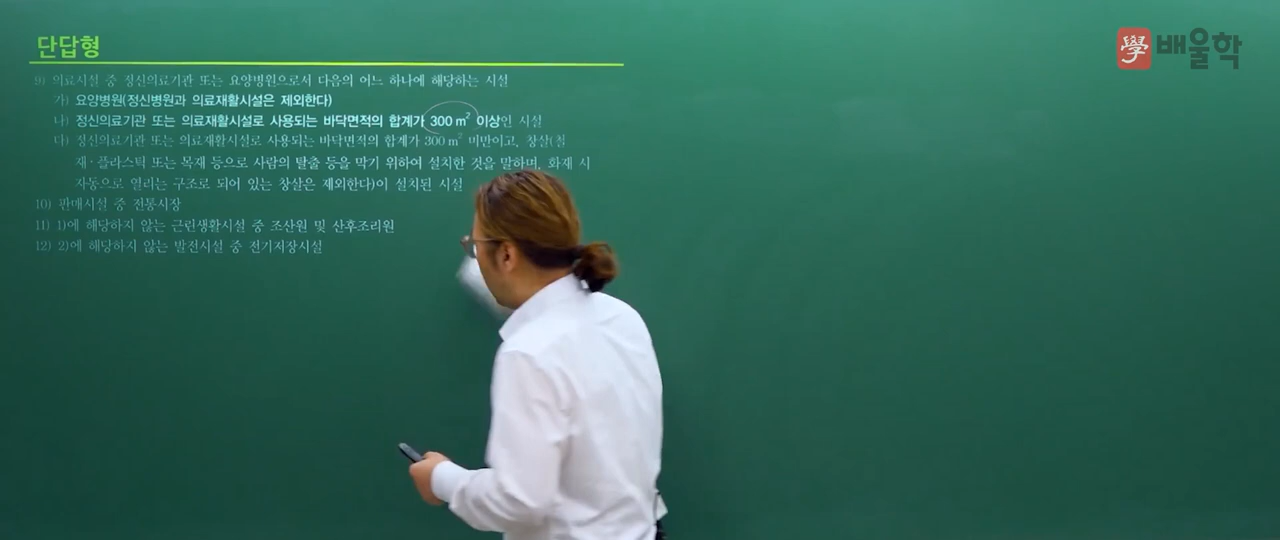 단답형
學 배울학
9) 의료시설 중 정신의료기관 또는 요양병원으로서 다음의 어느 하나에 해당하는 시설
가) 요양병원(정신병원과 의료재활시설은 제외한다)
나) 정신의료기관 또는 의료재활시설로 사용되는 바닥면적의 합계가 300 m² 이상인 시설
다) 정신의료기관 또는 의료재활시설로 사용되는 바닥면적의 합계가 300 m² 미만이고, 창살(철
재·플라스틱 또는 목재 등으로 사람의 탈출 등을 막기 위하여 설치한 것을 말하며, 화재 시
자동으로 열리는 구조로 되어 있는 창살은 제외한다)이 설치된 시설
10) 판매시설 중 전통시장
11) 1)에 해당하지 않는 근린생활시설 중 조산원 및 산후조리원
12) 2)에 해당하지 않는 발전시설 중 전기저장시설